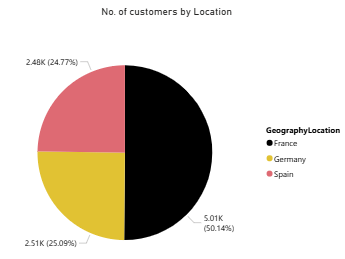 No. of customers by Location
2.48K (24.77%)
GeographyLocation
France
Germany
Spain
5.01K
(50.14%)
2.51K (25.09%)